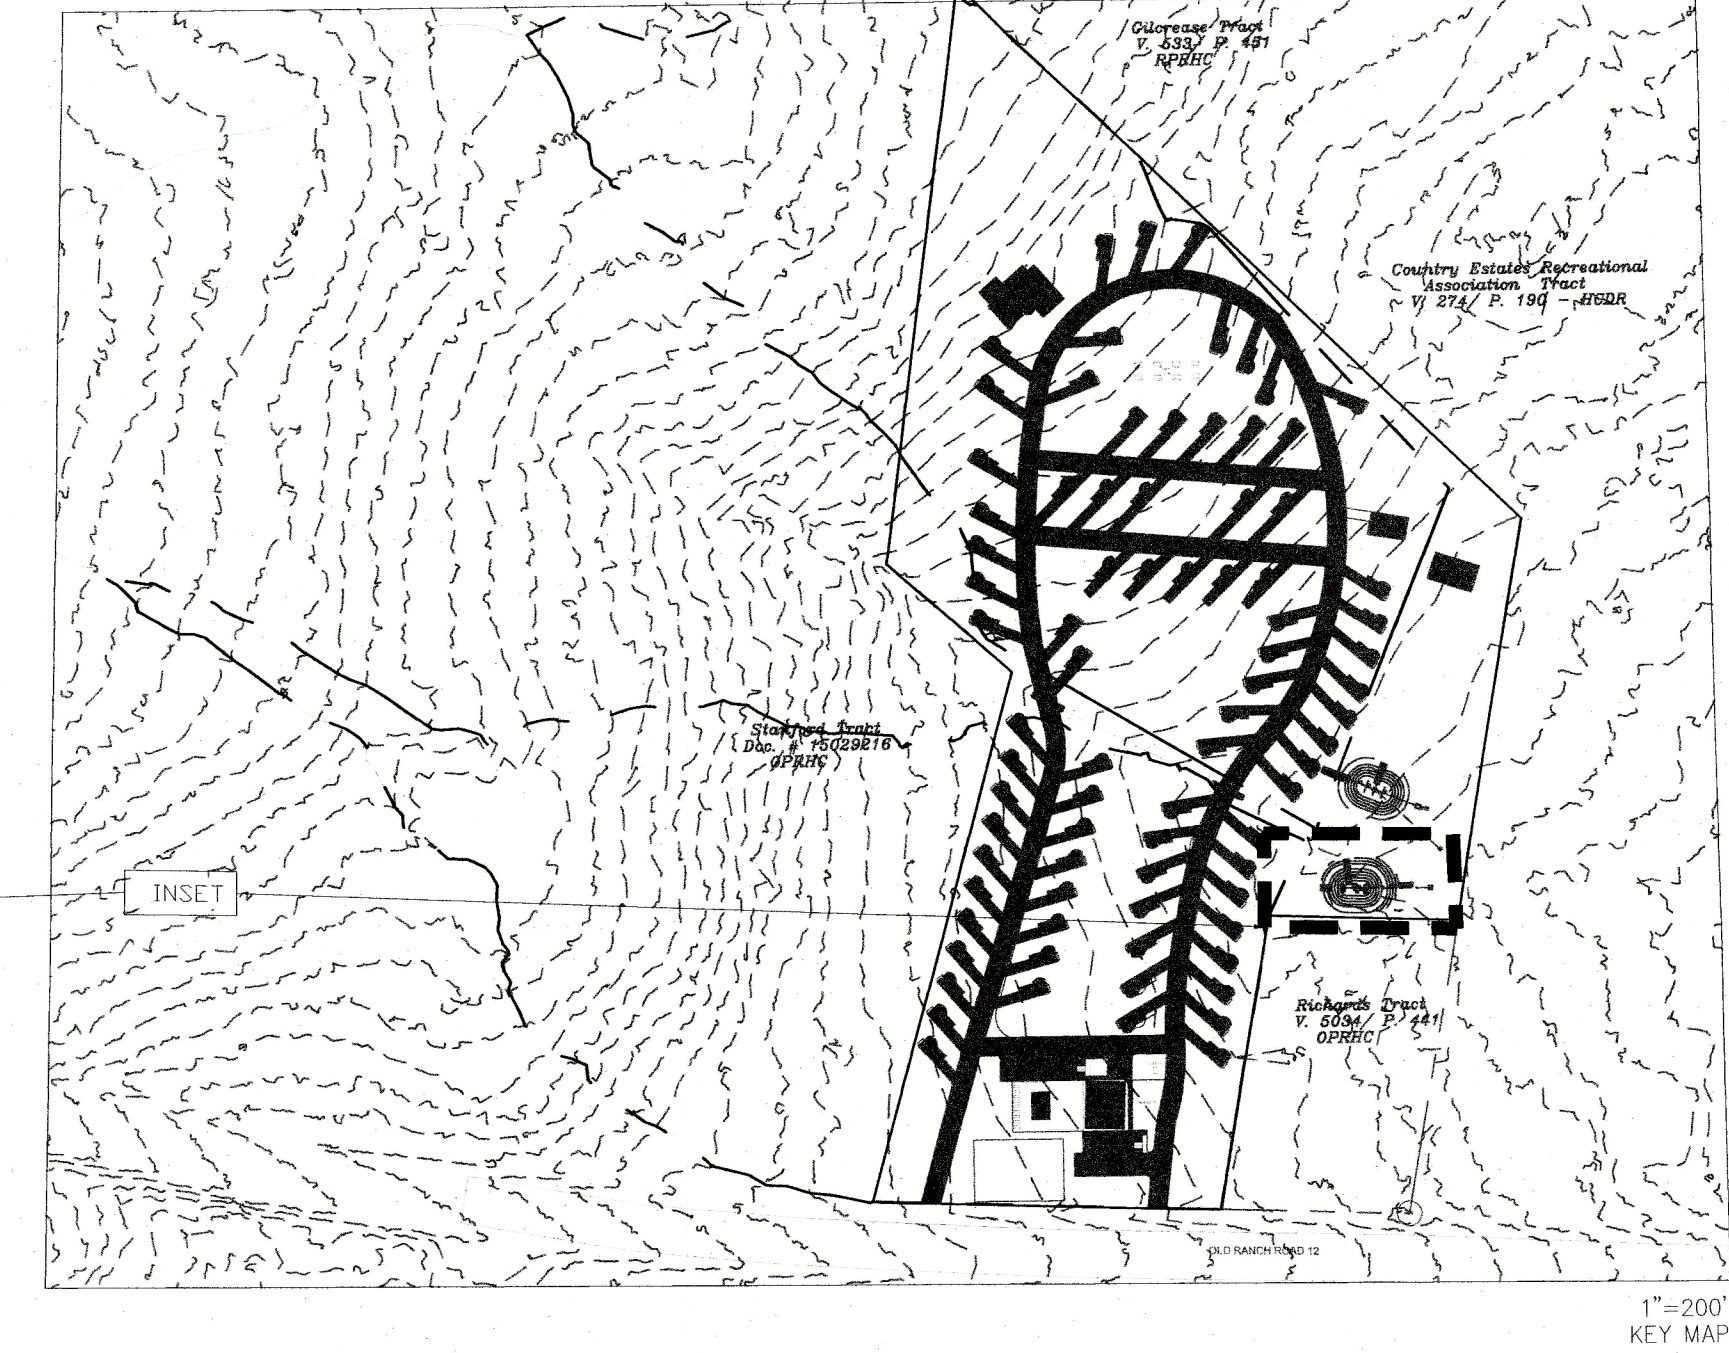 Gilcrease Tract
V. 533/ P. 451
RPRHC
Country Estates Recreational
Association Tract
V. 274/ P. 190 - HCDR
Stanford Tract
Doc. # 15029216
OPRHC
INSET
Richards Tract
V. 5034/ P. 441
OPRHC
OLD RANCH ROAD 12
1"=200'
KEY MAP